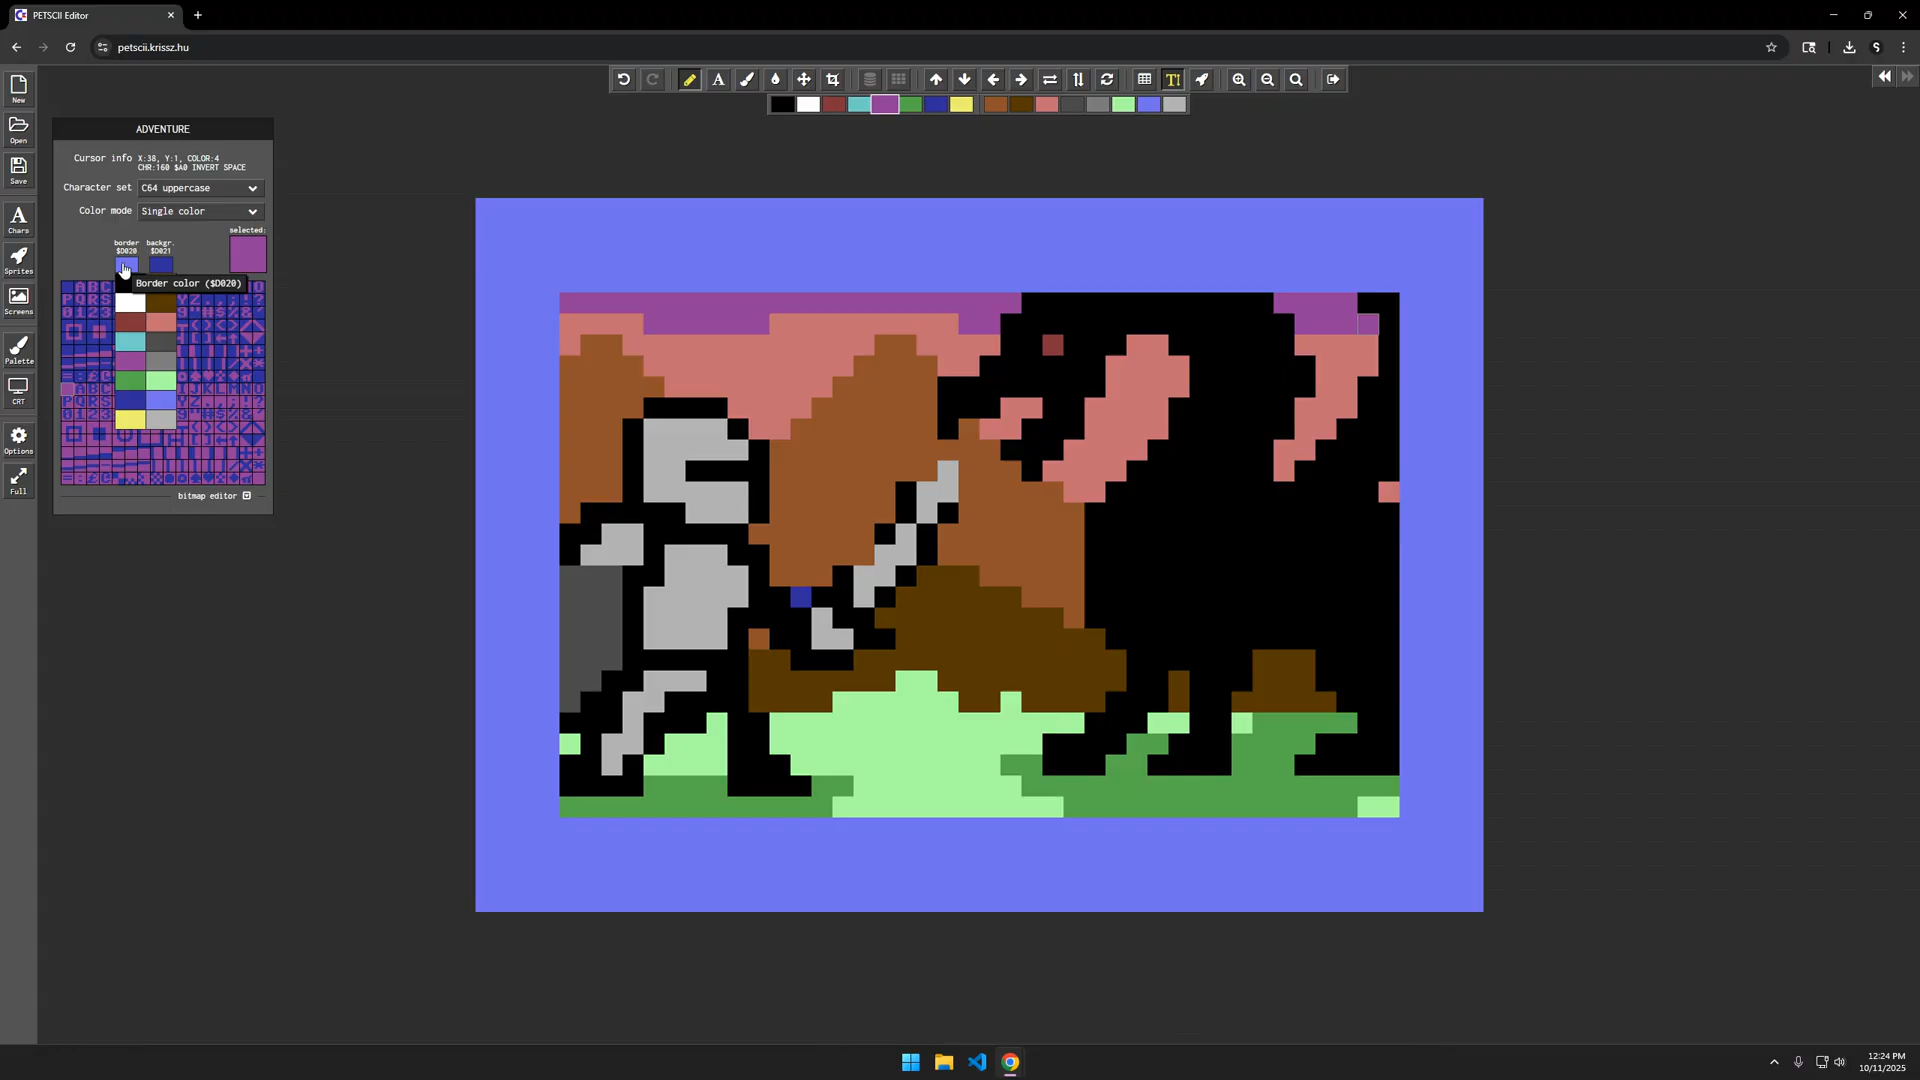 PETSCII Editor
petscii.krissz.hu
New
Open
Save
Chars
Sprites
Screens
Palette
CRT
Options
Full
ADVENTURE
Cursor info X:38, Y:1, COLOR:4
CHR:160 $A0 INVERT SPACE
Character set C64 uppercase
Color mode Single color
selected:
border backgr.
$D020 $D021
Border color ($D020)
bitmap editor
12:24 PM
10/11/2025